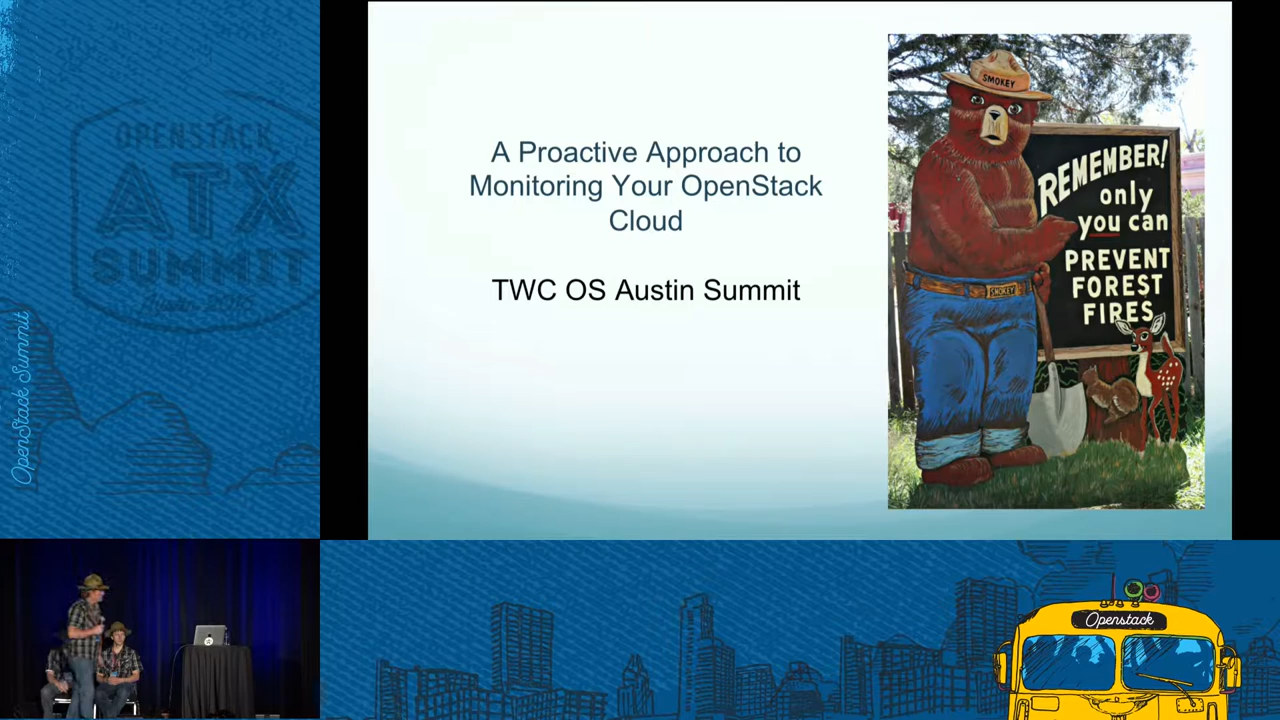 OPENSTACK
ATX
SUMMIT
OpenStack Summit
A Proactive Approach to
Monitoring Your OpenStack
Cloud
TWC OS Austin Summit
SMOKEY
REMEMBER!
only
you can
PREVENT
FOREST
FIRES
SMOKEY
Openstack